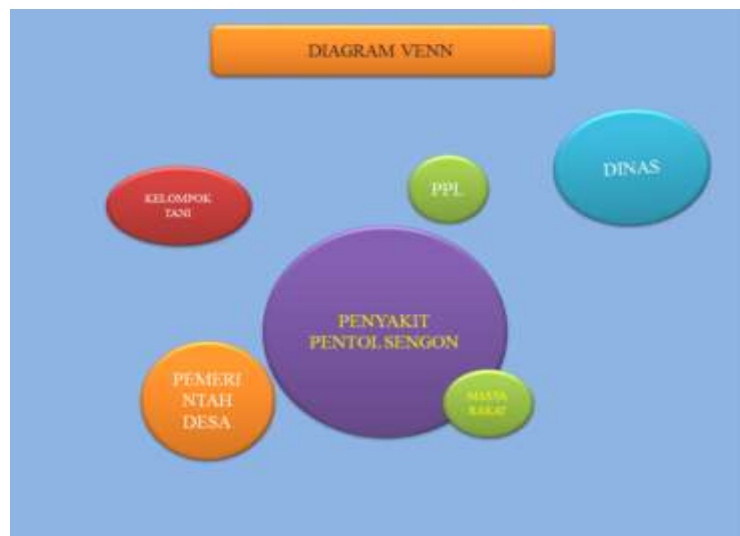 DIAGRAM VENN
DINAS
PPL
KELOMPOK
TANI
PENYAKIT
PENTOL SENGON
PEMERI
NTAH
DESA
MASYA
RAKAT